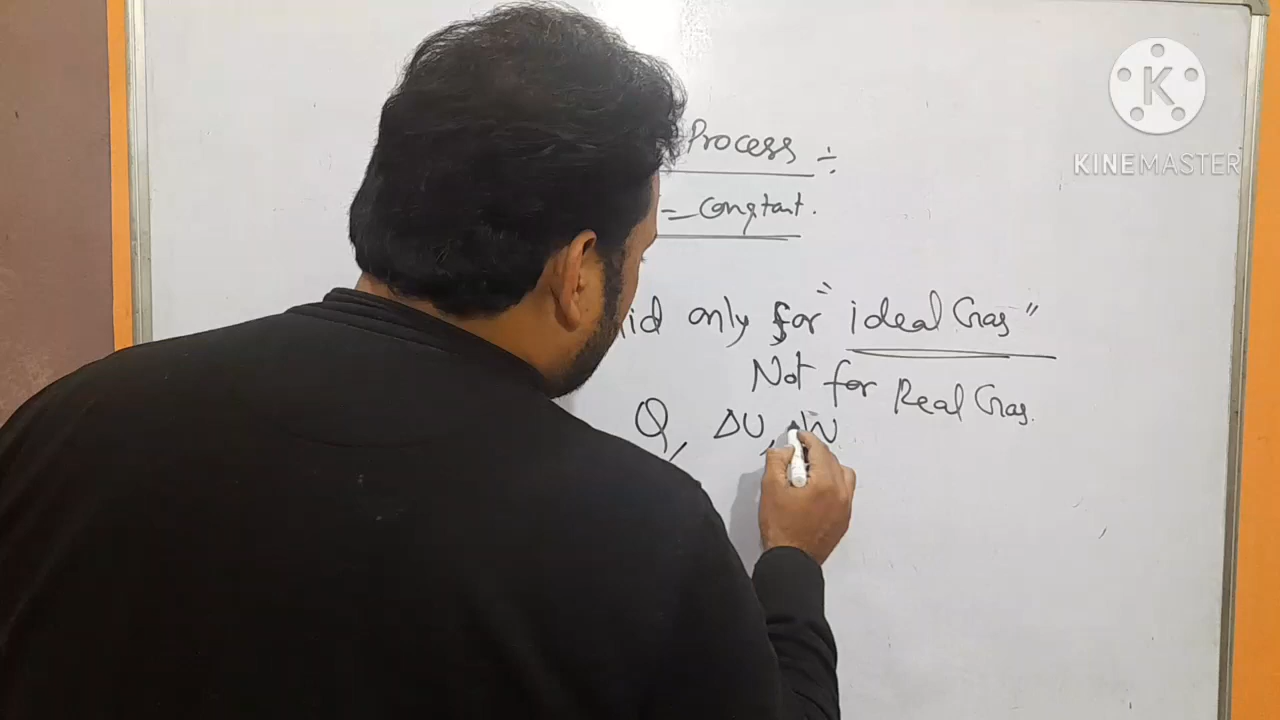 Process :-
= Constant.
only for "ideal Gas"
Not for Real Gas.
Q, ΔU, W
K
KINEMASTER